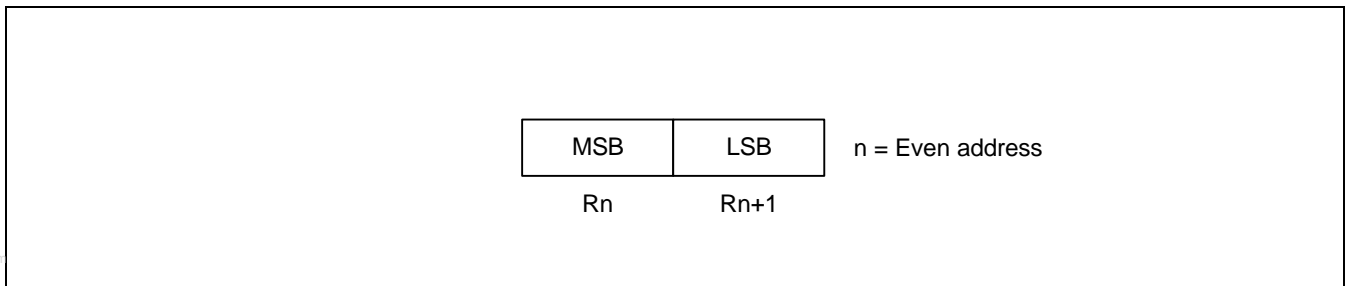 MSB LSB n = Even address
Rn Rn+1
n